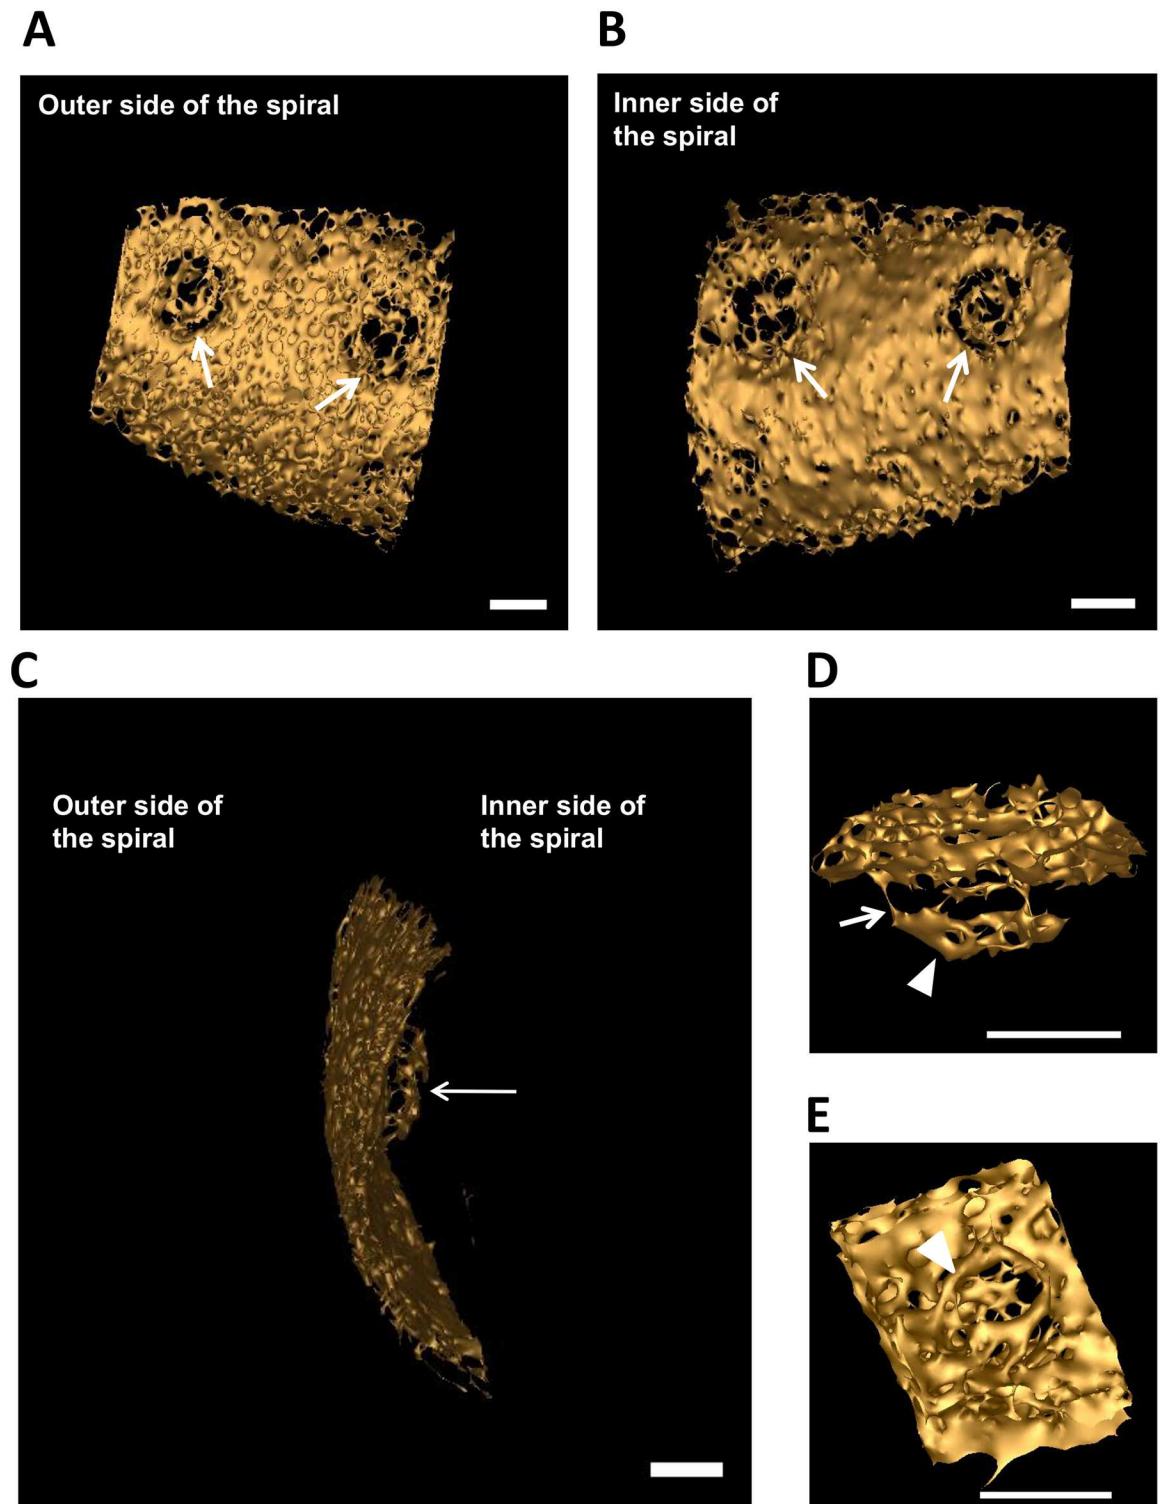 A
B
Outer side of the spiral
Inner side of
the spiral
C
D
Outer side of
the spiral
Inner side of
the spiral
E